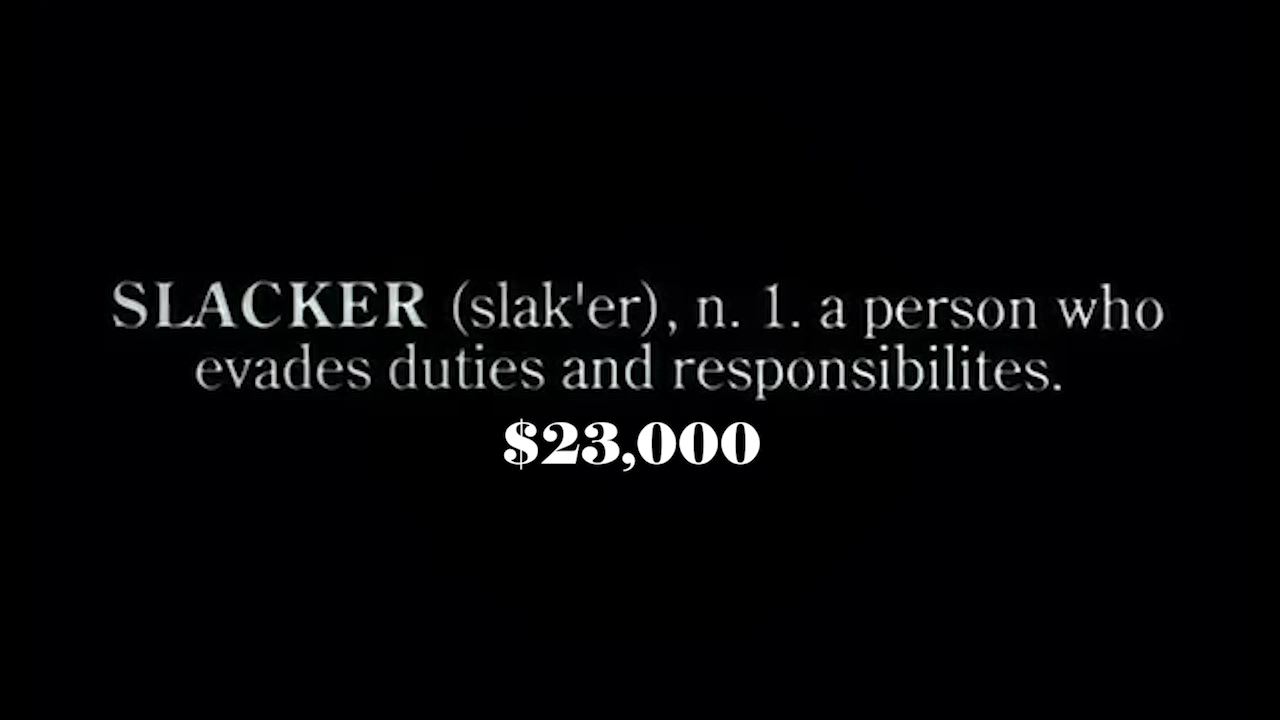 SLACKER (slak'er), n. 1. a person who
evades duties and responsibilites.
$23,000